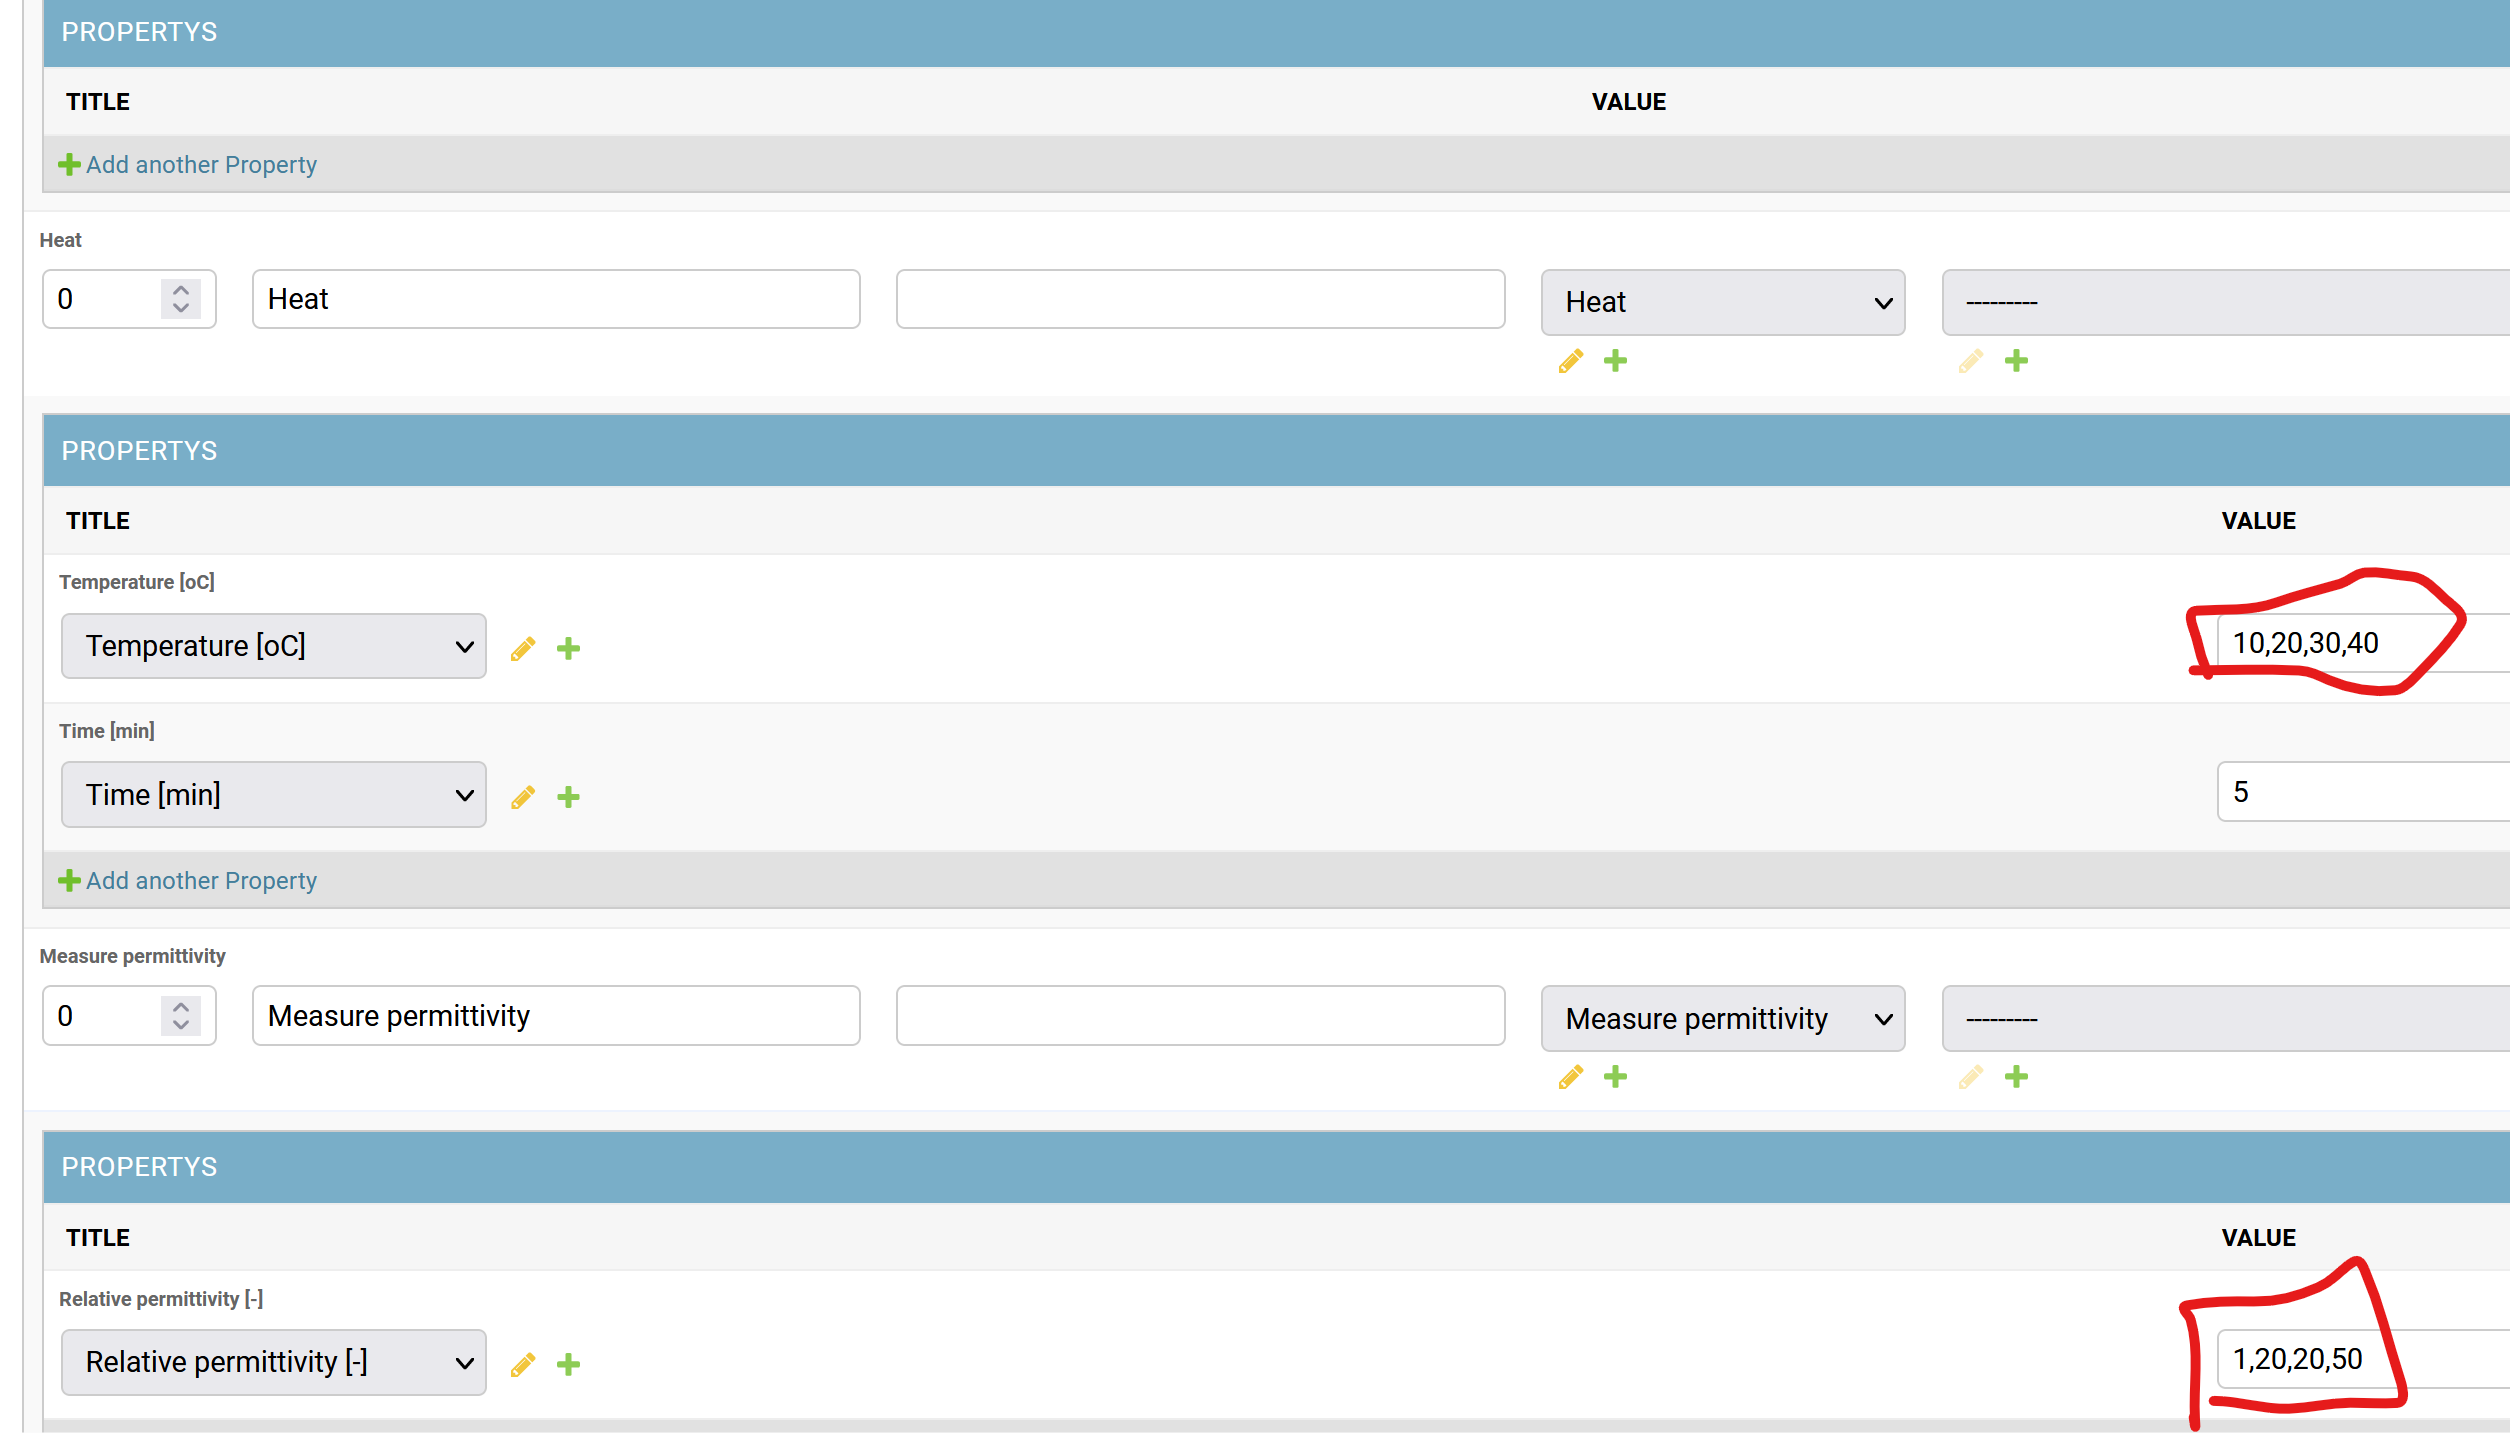 PROPERTYS
TITLE VALUE
Add another Property
Heat
0 Heat Heat ---------
PROPERTYS
TITLE VALUE
Temperature [oC]
Temperature [oC] 10,20,30,40
Time [min]
Time [min] 5
Add another Property
Measure permittivity
0 Measure permittivity Measure permittivity ---------
PROPERTYS
TITLE VALUE
Relative permittivity [-]
Relative permittivity [-] 1,20,20,50